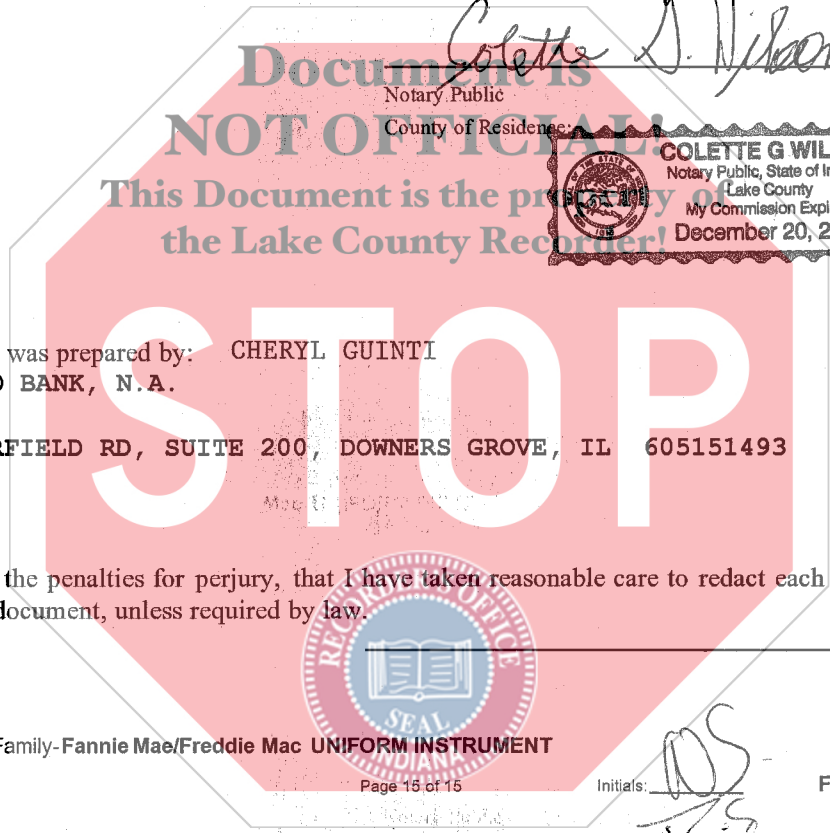 Colette G. Wilson
Document is
NOT OFFICIAL!
This Document is the property of
the Lake County Recorder!
Notary Public
County of Residence:
COLETTE G WIL
Notary Public, State of In
Lake County
My Commission Expi
December 20, 2
SEAL
STOP
was prepared by: CHERYL GUINTI
BANK, N.A.
RFIELD RD, SUITE 200, DOWNERS GROVE, IL 605151493
the penalties for perjury, that I have taken reasonable care to redact each
document, unless required by law.
RECORDER'S OFFICE
SEAL
INDIANA
Family-Fannie Mae/Freddie Mac UNIFORM INSTRUMENT
Page 15 of 15
Initials: DS
F